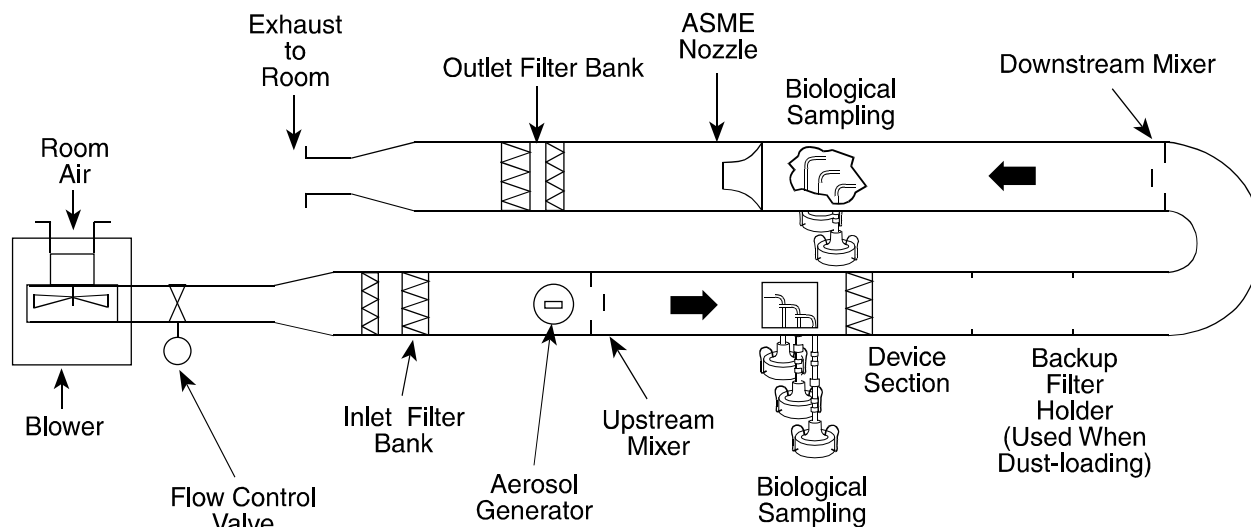 Exhaust
to
Room
ASME
Nozzle
Outlet Filter Bank
Biological
Sampling
Downstream Mixer
Room
Air
Blower
Flow Control
Valve
Inlet Filter
Bank
Aerosol
Generator
Upstream
Mixer
Biological
Sampling
Device
Section
Backup
Filter
Holder
(Used When
Dust-loading)